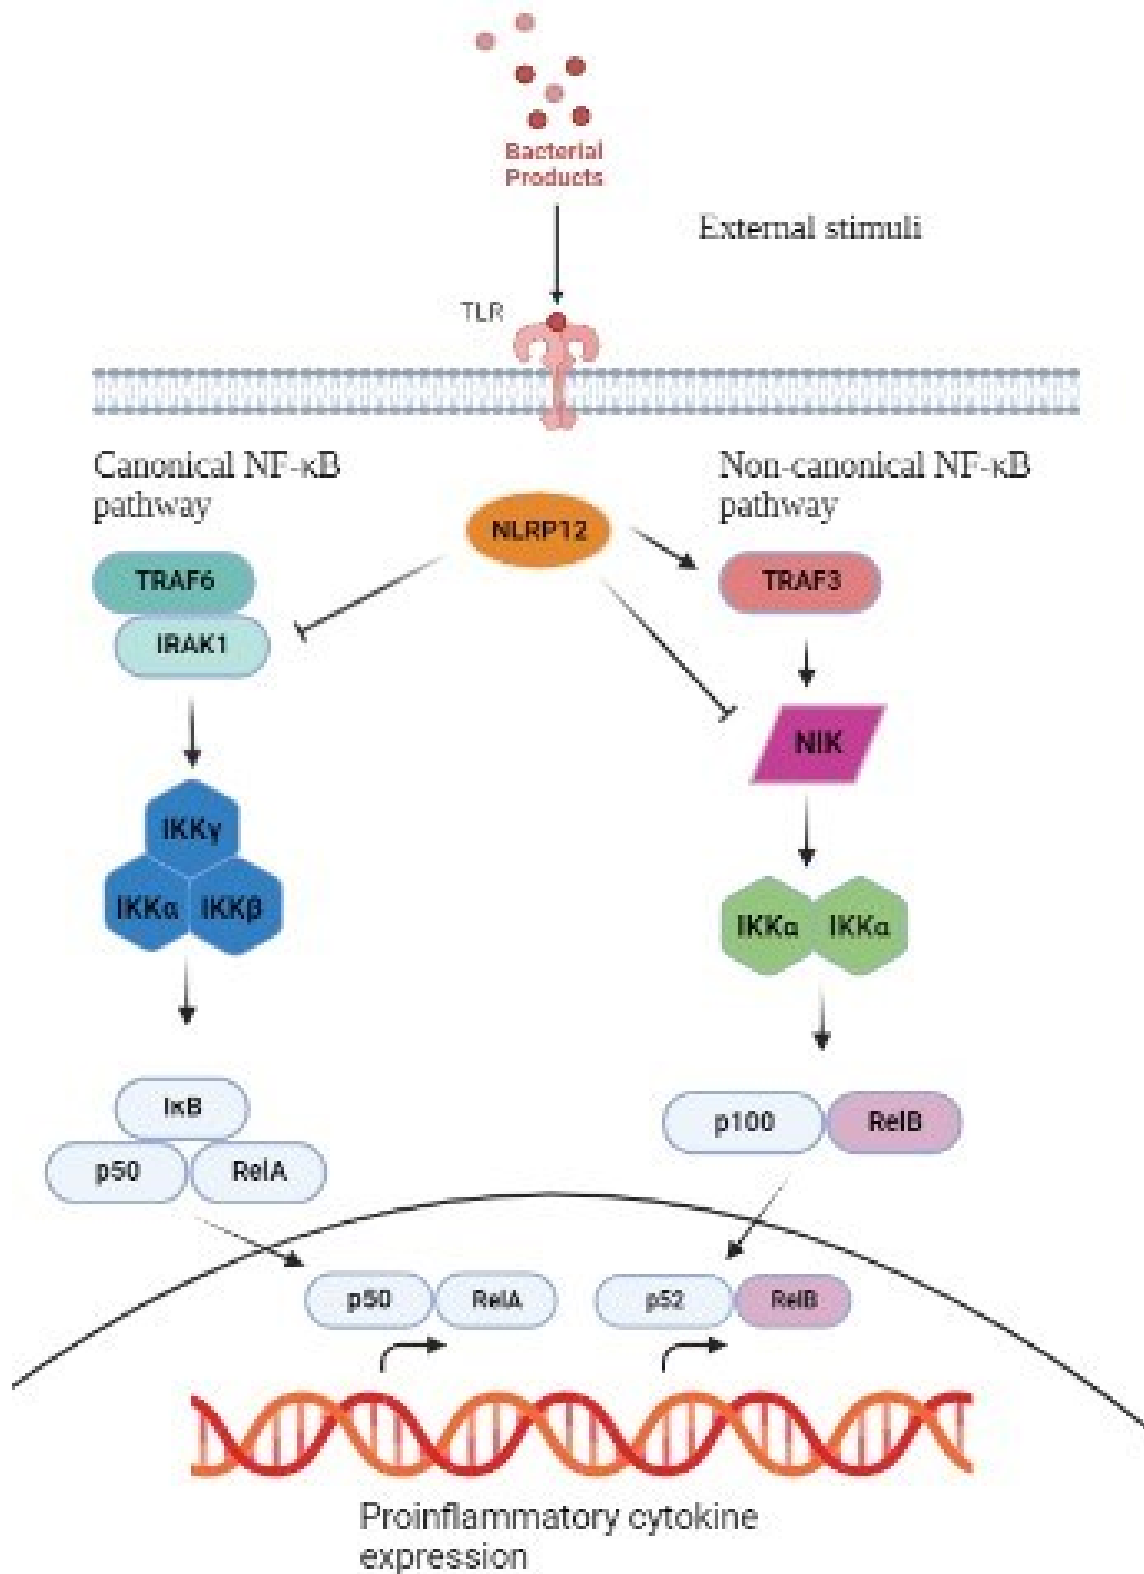 Bacterial
Products
External stimuli
TLR
Canonical NF-κB
pathway
Non-canonical NF-κB
pathway
NLRP12
TRAF6
TRAF3
IRAK1
NIK
IKKγ
IKKα IKKβ
IKKα IKKα
IκB
p100 RelB
p50 RelA
p50 RelA p52 RelB
Proinflammatory cytokine
expression